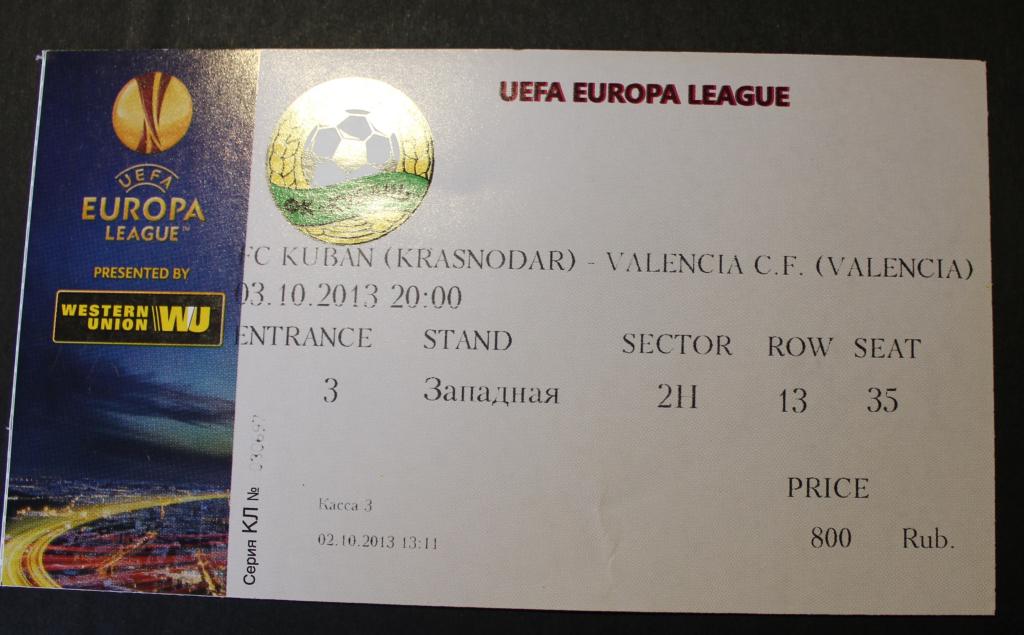 UEFA
EUROPA
LEAGUE™
PRESENTED BY
WESTERN
UNION WU
UEFA EUROPA LEAGUE
FC KUBAN (KRASNODAR) - VALENCIA C.F. (VALENCIA)
03.10.2013 20:00
ENTRANCE STAND SECTOR ROW SEAT
3 Западная 2H 13 35
PRICE
800 Rub.
Касса 3
02.10.2013 13:11
Серия КЛ №